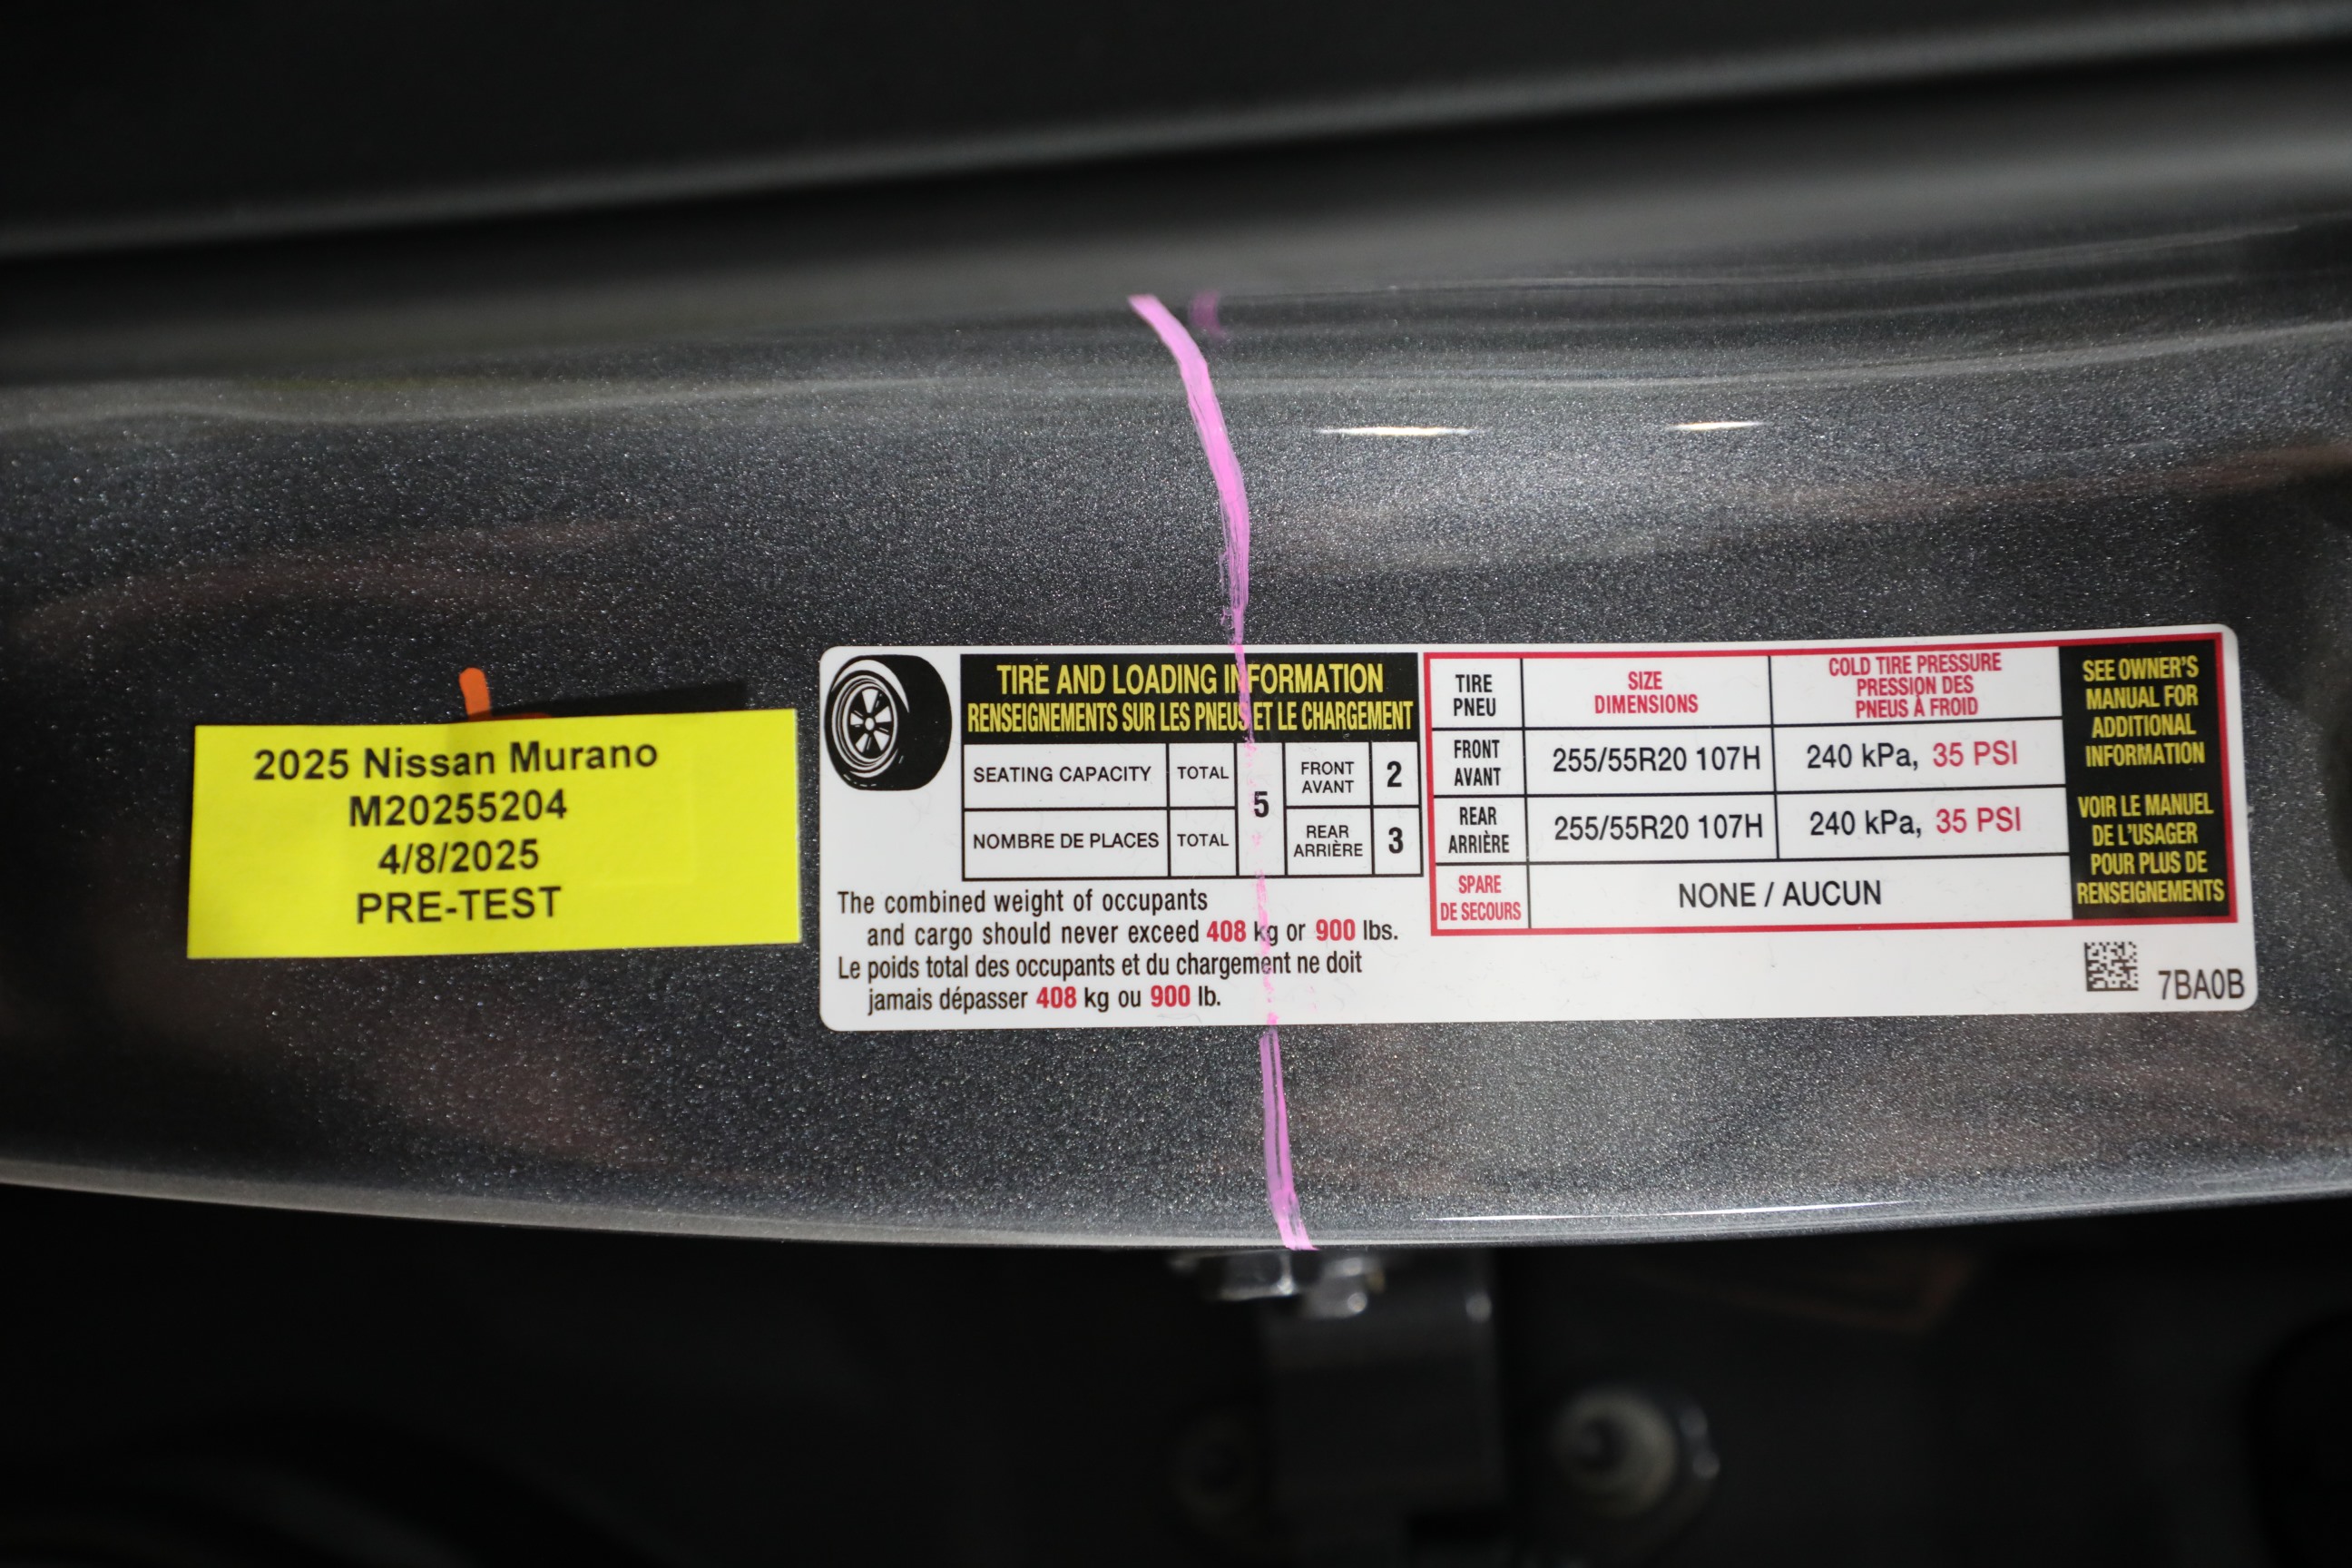 2025 Nissan Murano
M20255204
4/8/2025
PRE-TEST
TIRE AND LOADING INFORMATION
RENSEIGNEMENTS SUR LES PNEUS ET LE CHARGEMENT
SEATING CAPACITY TOTAL 5 FRONT AVANT 2
NOMBRE DE PLACES TOTAL REAR ARRIÈRE 3
The combined weight of occupants
and cargo should never exceed 408 kg or 900 lbs.
Le poids total des occupants et du chargement ne doit
jamais dépasser 408 kg ou 900 lb.
TIRE
PNEU
SIZE
DIMENSIONS
COLD TIRE PRESSURE
PRESSION DES
PNEUS À FROID
FRONT
AVANT
255/55R20 107H
240 kPa, 35 PSI
REAR
ARRIÈRE
255/55R20 107H
240 kPa, 35 PSI
SPARE
DE SECOURS
NONE / AUCUN
SEE OWNER'S
MANUAL FOR
ADDITIONAL
INFORMATION
VOIR LE MANUEL
DE L'USAGER
POUR PLUS DE
RENSEIGNEMENTS
7BA0B